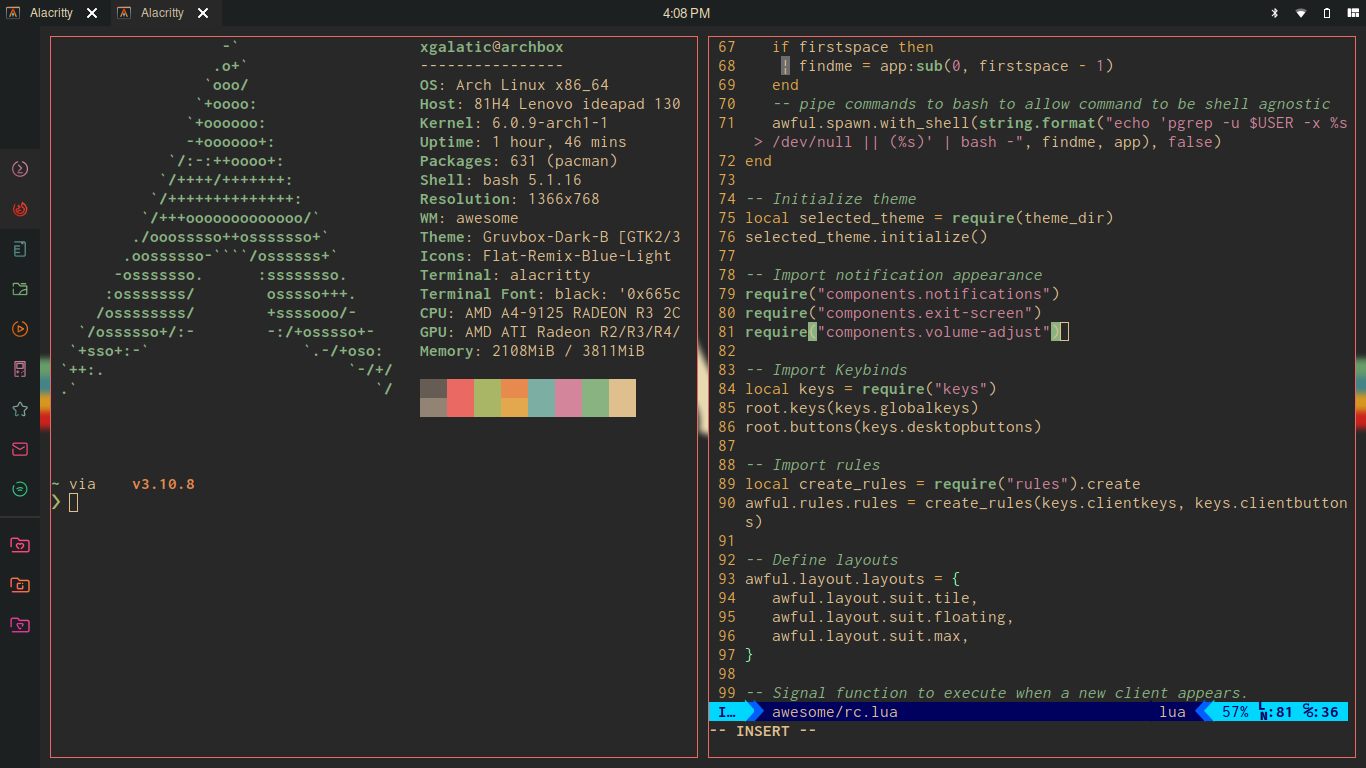 Alacritty
Alacritty
4:08 PM
-`
.o+`
`ooo/
`+oooo:
`+oooooo:
-+oooooo+:
`/:-:++oooo+:
`/++++/+++++++:
`/++++++++++++++:
`/+++ooooooooooooo/`
./ooosssso++osssssso+`
.oossssso-````/ossssss+`
-osssssso.      :ssssssso.
:osssssss/        osssso+++.
/ossssssss/        +ssssooo/-
`/ossssso+/:-        -:/+osssso+-
`+sso+:-`                 `.-/+oso:
`++:.                           `-/+/
.`                                 `/
xgalatic@archbox
----------------
OS: Arch Linux x86_64
Host: 81H4 Lenovo ideapad 130
Kernel: 6.0.9-arch1-1
Uptime: 1 hour, 46 mins
Packages: 631 (pacman)
Shell: bash 5.1.16
Resolution: 1366x768
WM: awesome
Theme: Gruvbox-Dark-B [GTK2/3
Icons: Flat-Remix-Blue-Light
Terminal: alacritty
Terminal Font: black: '0x665c
CPU: AMD A4-9125 RADEON R3 2C
GPU: AMD ATI Radeon R2/R3/R4/
Memory: 2108MiB / 3811MiB
~ via    v3.10.8
❯
67    if firstspace then
68     ¦ findme = app:sub(0, firstspace - 1)
69    end
70    -- pipe commands to bash to allow command to be shell agnostic
71    awful.spawn.with_shell(string.format("echo 'pgrep -u $USER -x %s
> /dev/null || (%s)' | bash -", findme, app), false)
72 end
73
74 -- Initialize theme
75 local selected_theme = require(theme_dir)
76 selected_theme.initialize()
77
78 -- Import notification appearance
79 require("components.notifications")
80 require("components.exit-screen")
81 require("components.volume-adjust")
82
83 -- Import Keybinds
84 local keys = require("keys")
85 root.keys(keys.globalkeys)
86 root.buttons(keys.desktopbuttons)
87
88 -- Import rules
89 local create_rules = require("rules").create
90 awful.rules.rules = create_rules(keys.clientkeys, keys.clientbutton
s)
91
92 -- Define layouts
93 awful.layout.layouts = {
94    awful.layout.suit.tile,
95    awful.layout.suit.floating,
96    awful.layout.suit.max,
97 }
98
99 -- Signal function to execute when a new client appears.
I… awesome/rc.lua lua 57% ␊:81 ℅:36
-- INSERT --